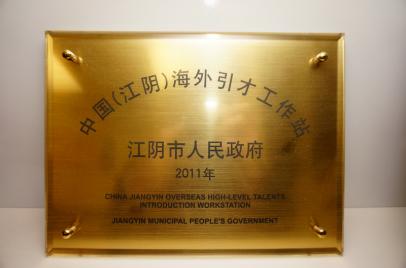 中国(江阴)海外引才工作站
江阴市人民政府
2011年
CHINA JIANGYIN OVERSEAS HIGH-LEVEL TALENTS
INTRODUCTION WORKSTATION
JIANGYIN MUNICIPAL PEOPLE'S GOVERNMENT